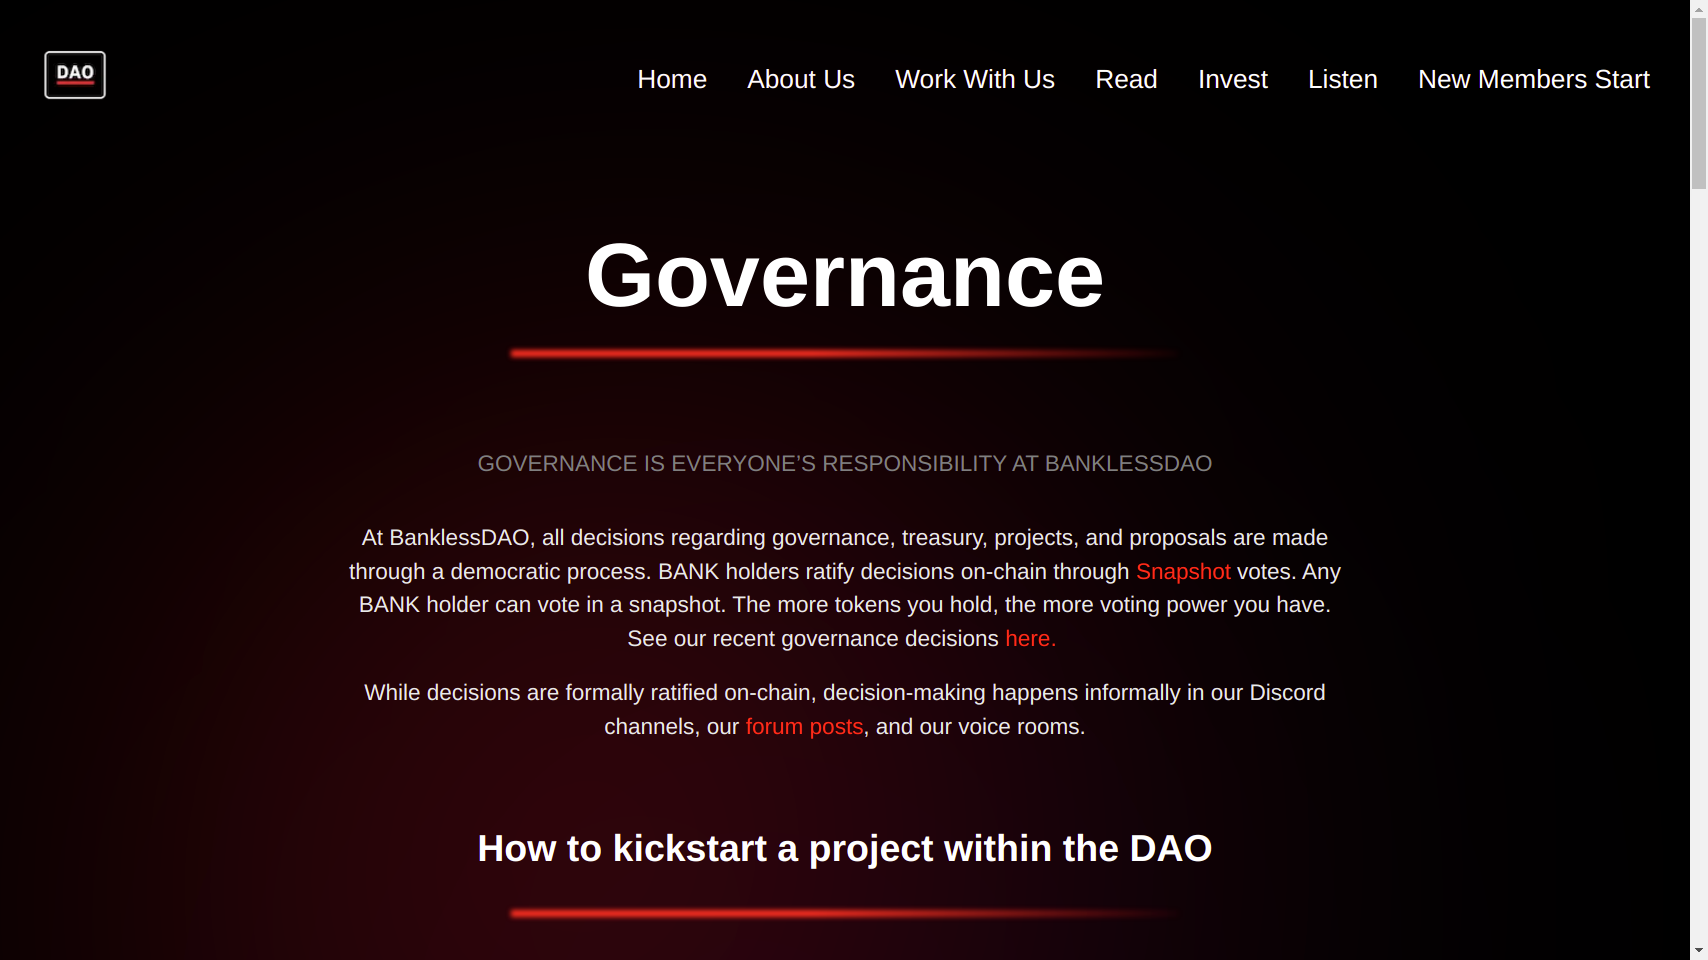 DAO
Home About Us Work With Us Read Invest Listen New Members Start
Governance
GOVERNANCE IS EVERYONE’S RESPONSIBILITY AT BANKLESSDAO
At BanklessDAO, all decisions regarding governance, treasury, projects, and proposals are made
through a democratic process. BANK holders ratify decisions on-chain through Snapshot votes. Any
BANK holder can vote in a snapshot. The more tokens you hold, the more voting power you have.
See our recent governance decisions here.
While decisions are formally ratified on-chain, decision-making happens informally in our Discord
channels, our forum posts, and our voice rooms.
How to kickstart a project within the DAO